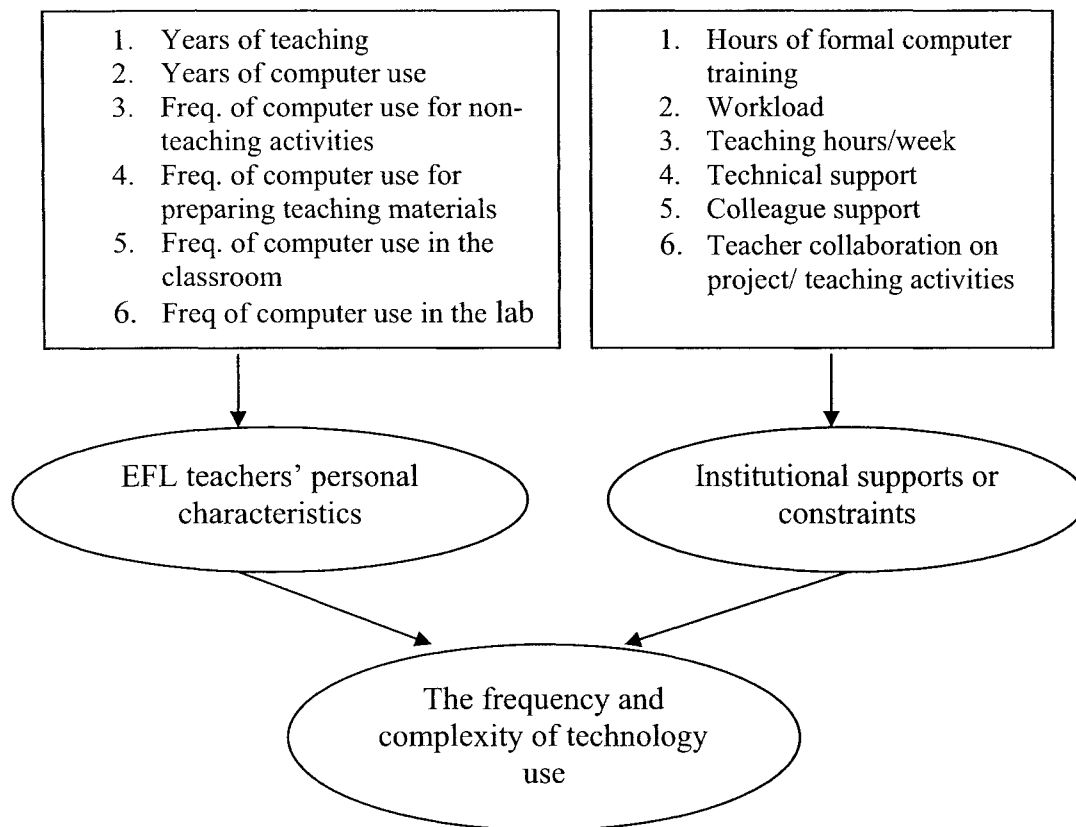 1. Years of teaching
2. Years of computer use
3. Freq. of computer use for non-
teaching activities
4. Freq. of computer use for
preparing teaching materials
5. Freq. of computer use in the
classroom
6. Freq of computer use in the lab
1. Hours of formal computer
training
2. Workload
3. Teaching hours/week
4. Technical support
5. Colleague support
6. Teacher collaboration on
project/ teaching activities
EFL teachers’ personal
characteristics
Institutional supports or
constraints
The frequency and
complexity of technology
use